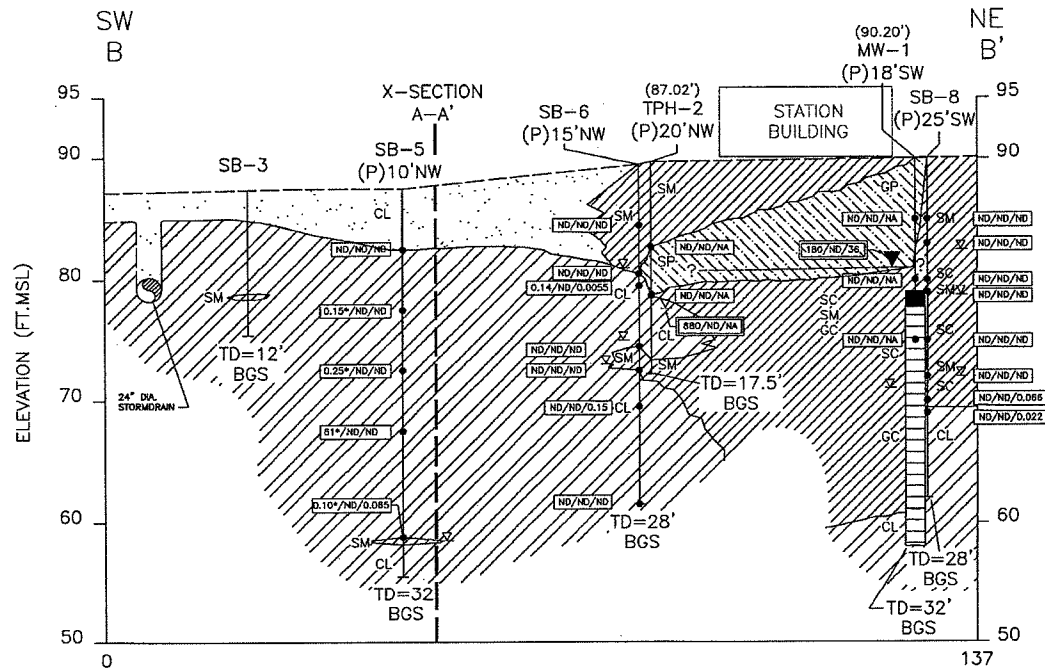 SW
B
NE
B'
(90.20')
MW-1
(P)18'SW
(87.02')
TPH-2
(P)20'NW
SB-8
(P)25'SW
X-SECTION
A-A'
SB-6
(P)15'NW
STATION
BUILDING
SB-5
(P)10'NW
SB-3
ELEVATION (FT.MSL)
95
90
80
70
60
50
95
90
80
70
60
50
0
137
CL
SM
SM
GP
SP
?
?
ND/ND/ND
ND/ND/NA
ND/ND/NA
SM
ND/ND/ND
ND/ND/ND
ND/ND/ND
ND/ND/NA
180/ND/36
ND/ND/ND
0.14/ND/0.0055
CL
ND/ND/NA
ND/ND/NA
SC
SM
ND/ND/ND
ND/ND/ND
SM
0.15*/ND/ND
880/ND/NA
CL
SC
SM
GC
SC
ND/ND/NA
SC
ND/ND/ND
TD=12'
BGS
ND/ND/ND
SM
ND/ND/ND
SM
TD=17.5'
BGS
SM
SC
ND/ND/ND
0.25*/ND/ND
24" DIA.
STORMDRAIN
ND/ND/0.15
CL
ND/ND/0.066
ND/ND/0.022
61*/ND/ND
GC
CL
0.10*/ND/0.085
ND/ND/ND
TD=28'
BGS
SM
CL
CL
TD=32
BGS
TD=28'
BGS
TD=32'
BGS